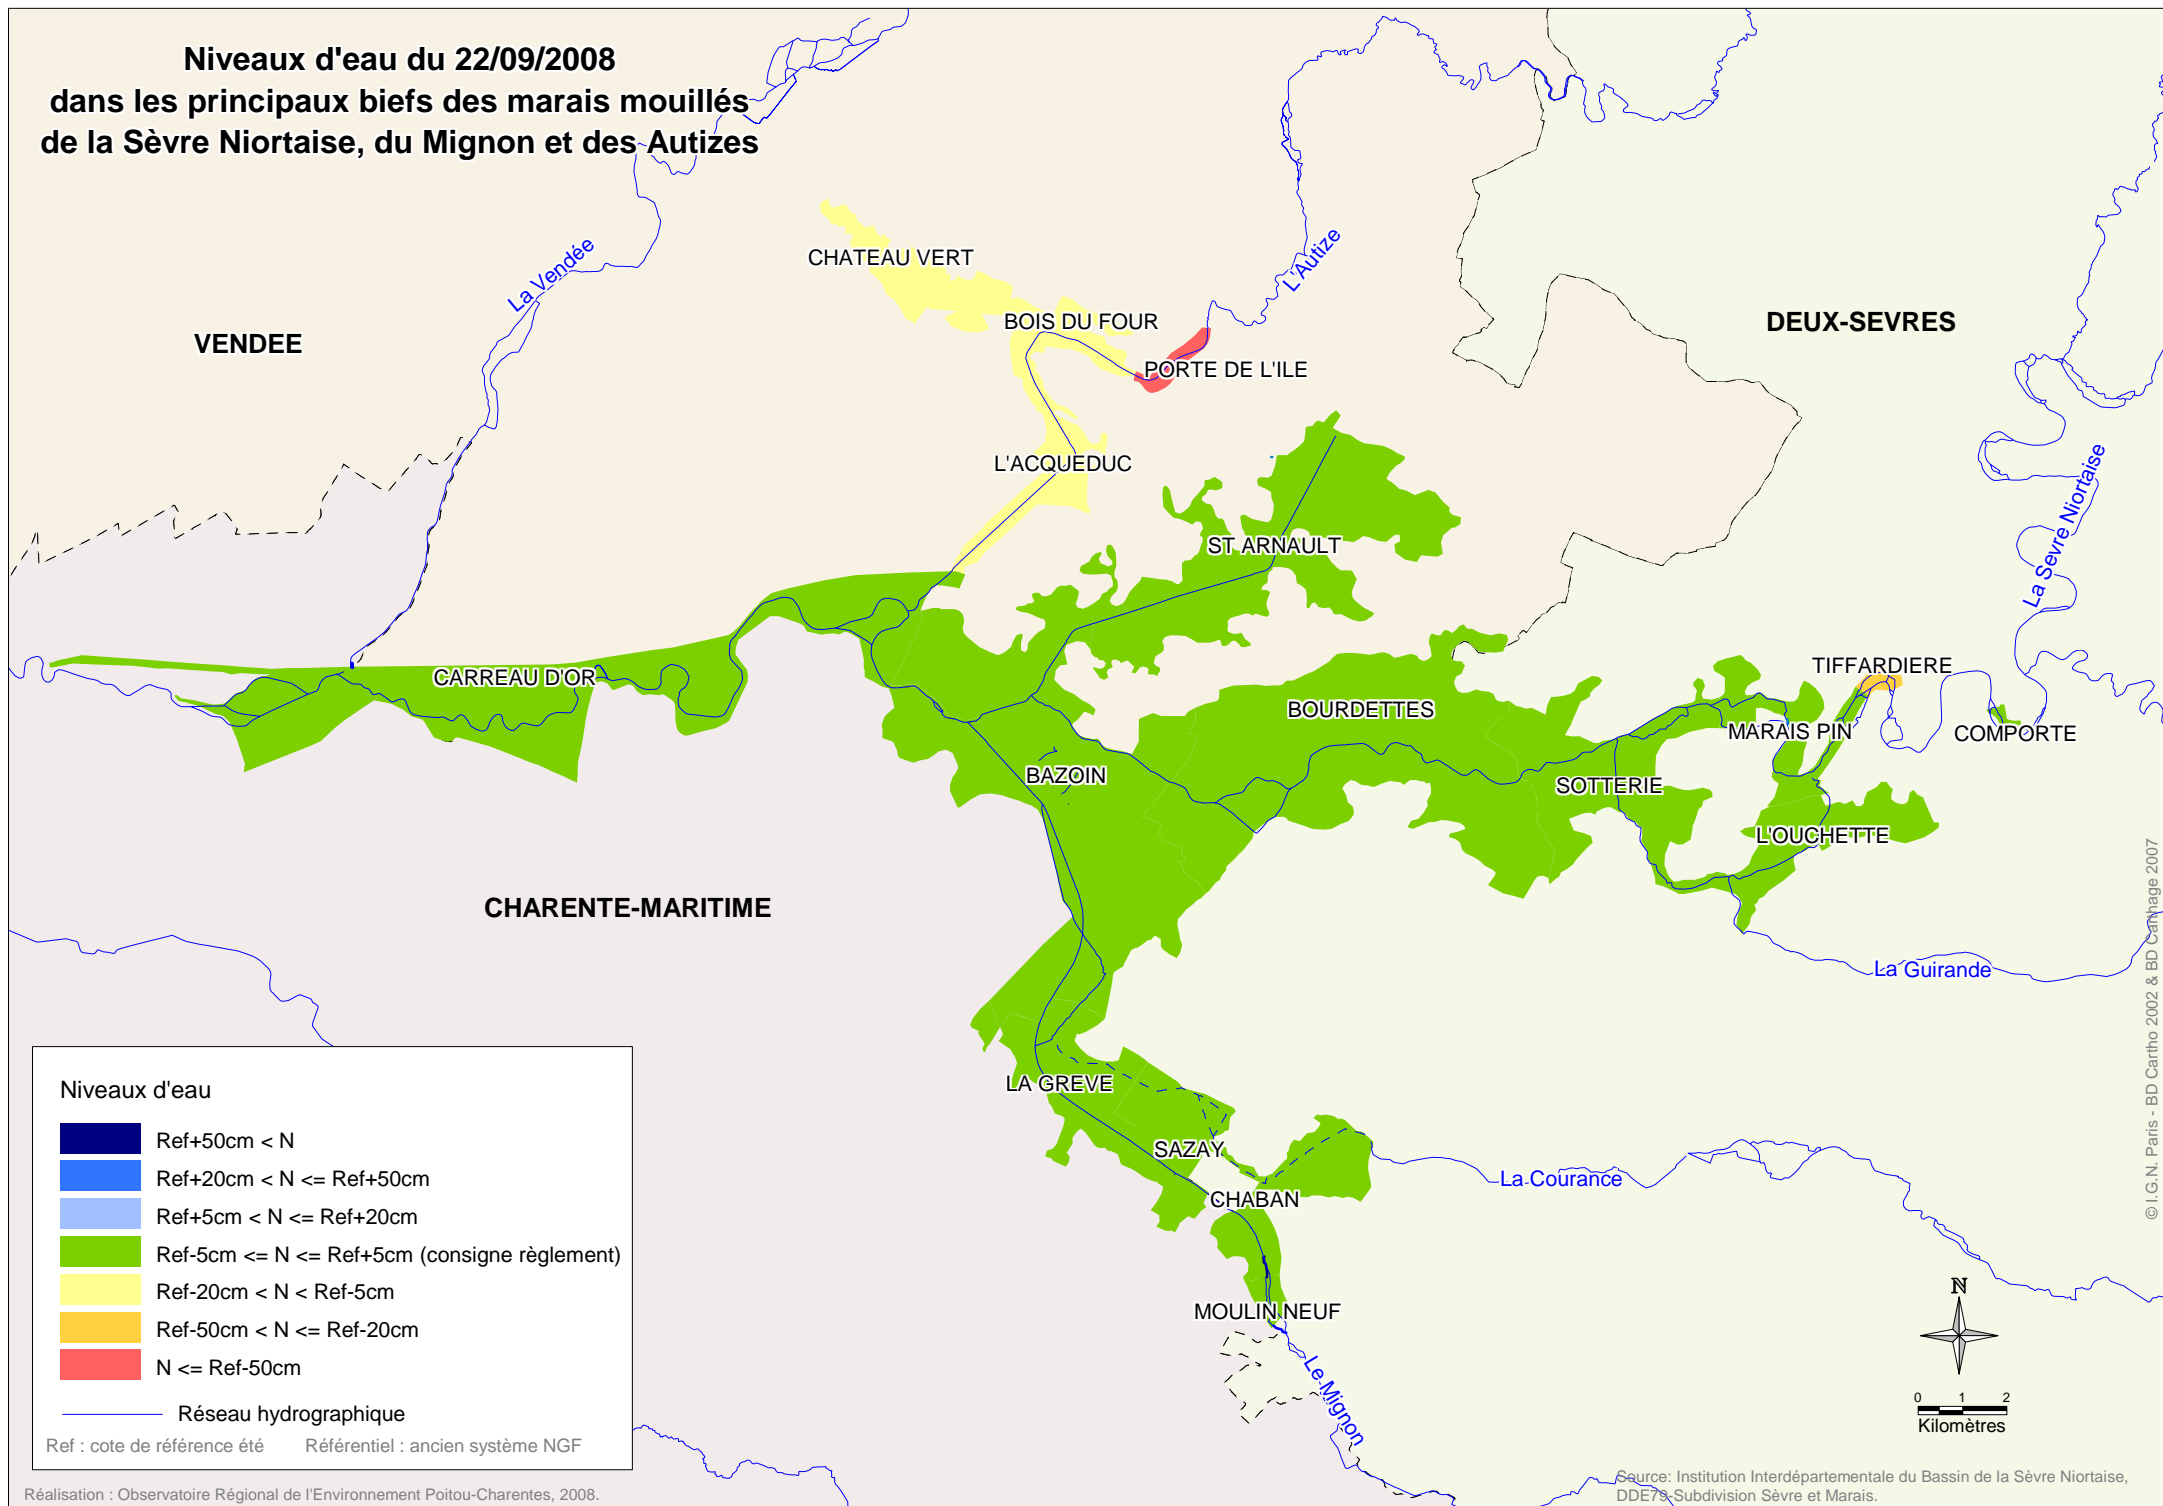 Niveaux d'eau du 22/09/2008
dans les principaux biefs des marais mouillés
de la Sèvre Niortaise, du Mignon et des Autizes
La Vendée
VENDEE
CHATEAU VERT
BOIS DU FOUR
L'Autize
PORTE DE L'ILE
DEUX-SEVRES
L'ACQUEDUC
La Sevre Niortaise
ST ARNAULT
CARREAU D'OR
BOURDETTES
TIFFARDIERE
MARAIS PIN
COMPORTE
BAZOIN
SOTTERIE
L'OUCHETTE
CHARENTE-MARITIME
La Guirande
LA GREVE
SAZAY
La Courance
CHABAN
MOULIN NEUF
Le Mignon
Niveaux d'eau
Ref+50cm < N
Ref+20cm < N <= Ref+50cm
Ref+5cm < N <= Ref+20cm
Ref-5cm <= N <= Ref+5cm (consigne règlement)
Ref-20cm < N < Ref-5cm
Ref-50cm < N <= Ref-20cm
N <= Ref-50cm
Réseau hydrographique
Ref : cote de référence été Référentiel : ancien système NGF
Réalisation : Observatoire Régional de l'Environnement Poitou-Charentes, 2008.
N
0 1 2
Kilomètres
Source: Institution Interdépartementale du Bassin de la Sèvre Niortaise,
DDE79-Subdivision Sèvre et Marais.
© I.G.N. Paris - BD Cartho 2002 & BD Carthage 2007